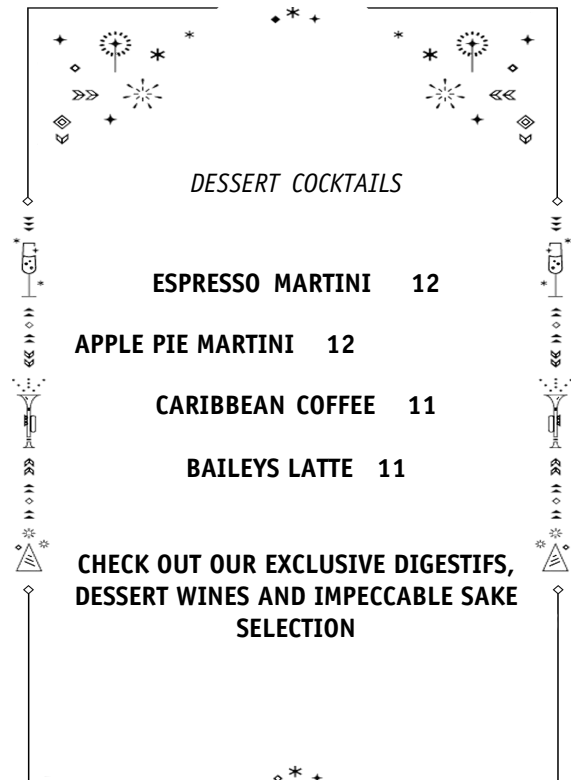 DESSERT COCKTAILS
ESPRESSO MARTINI 12
APPLE PIE MARTINI 12
CARIBBEAN COFFEE 11
BAILEYS LATTE 11
CHECK OUT OUR EXCLUSIVE DIGESTIFS,
DESSERT WINES AND IMPECCABLE SAKE
SELECTION